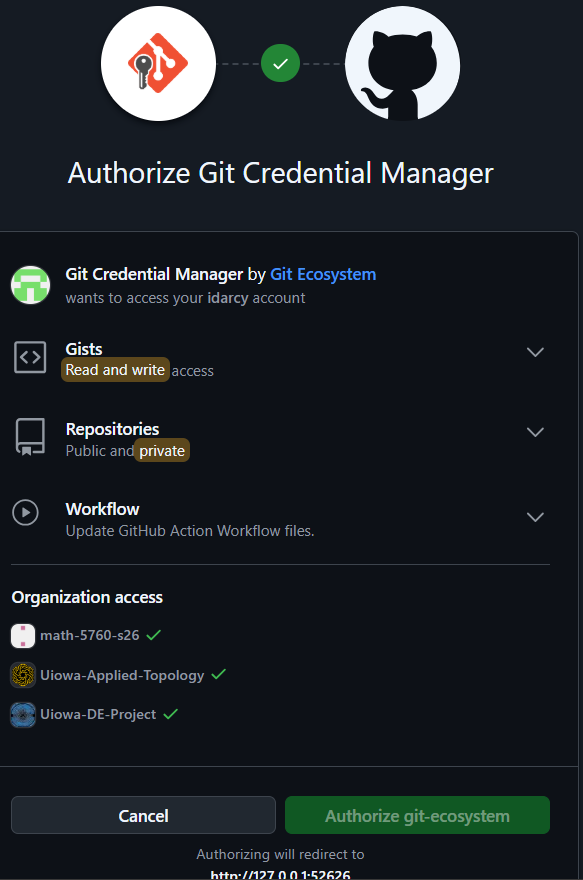 Authorize Git Credential Manager
Git Credential Manager by Git Ecosystem
wants to access your idarcy account
Gists
Read and write access
Repositories
Public and private
Workflow
Update GitHub Action Workflow files.
Organization access
math-5760-s26
Uiowa-Applied-Topology
Uiowa-DE-Project
Cancel
Authorize git-ecosystem
Authorizing will redirect to
http://127.0.0.1:52626